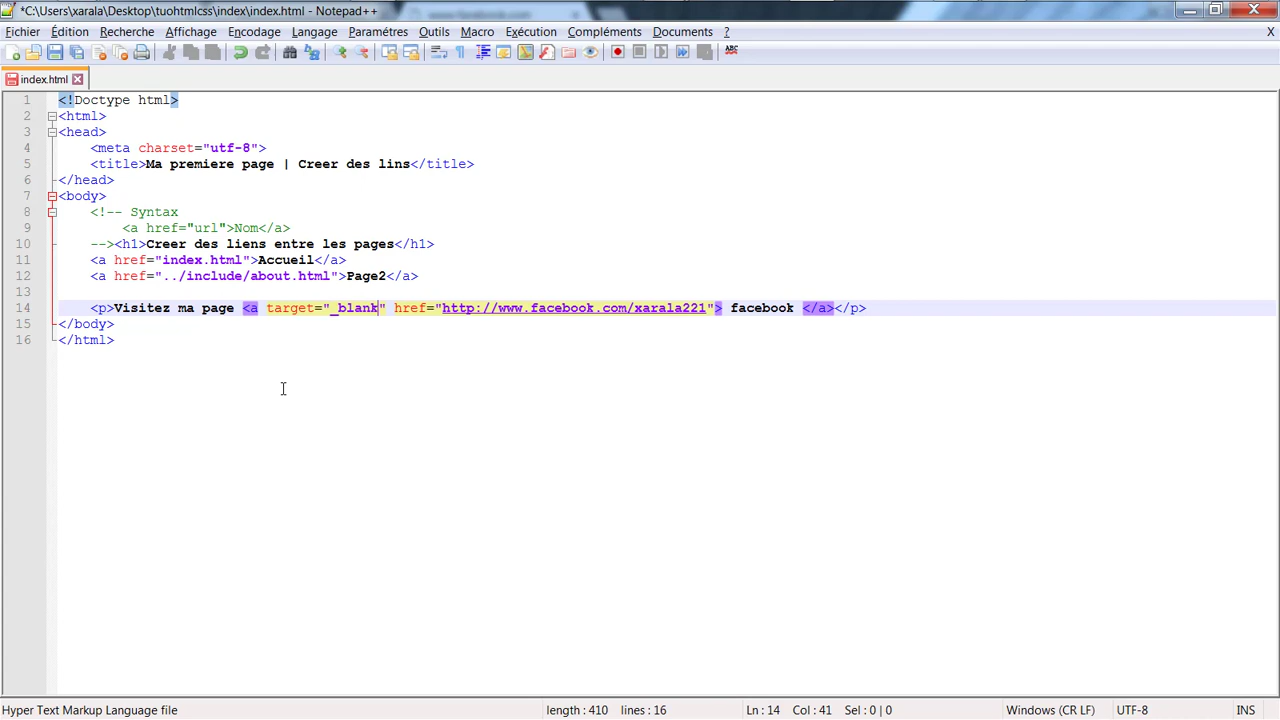 *C:\Users\xarala\Desktop\tuohtmlcss\index\index.html - Notepad++
Fichier Édition Recherche Affichage Encodage Langage Paramètres Outils Macro Exécution Compléments Documents ? X
index.html
1 <!Doctype html>
2 <html>
3 <head>
4 <meta charset="utf-8">
5 <title>Ma premiere page | Creer des lins</title>
6 </head>
7 <body>
8 <!-- Syntax
9 <a href="url">Nom</a>
10 --><h1>Creer des liens entre les pages</h1>
11 <a href="index.html">Accueil</a>
12 <a href="../include/about.html">Page2</a>
13
14 <p>Visitez ma page <a target="_blank" href="http://www.facebook.com/xarala221"> facebook </a></p>
15 </body>
16 </html>
Hyper Text Markup Language file length : 410 lines : 16 Ln : 14 Col : 41 Sel : 0 | 0 Windows (CR LF) UTF-8 INS